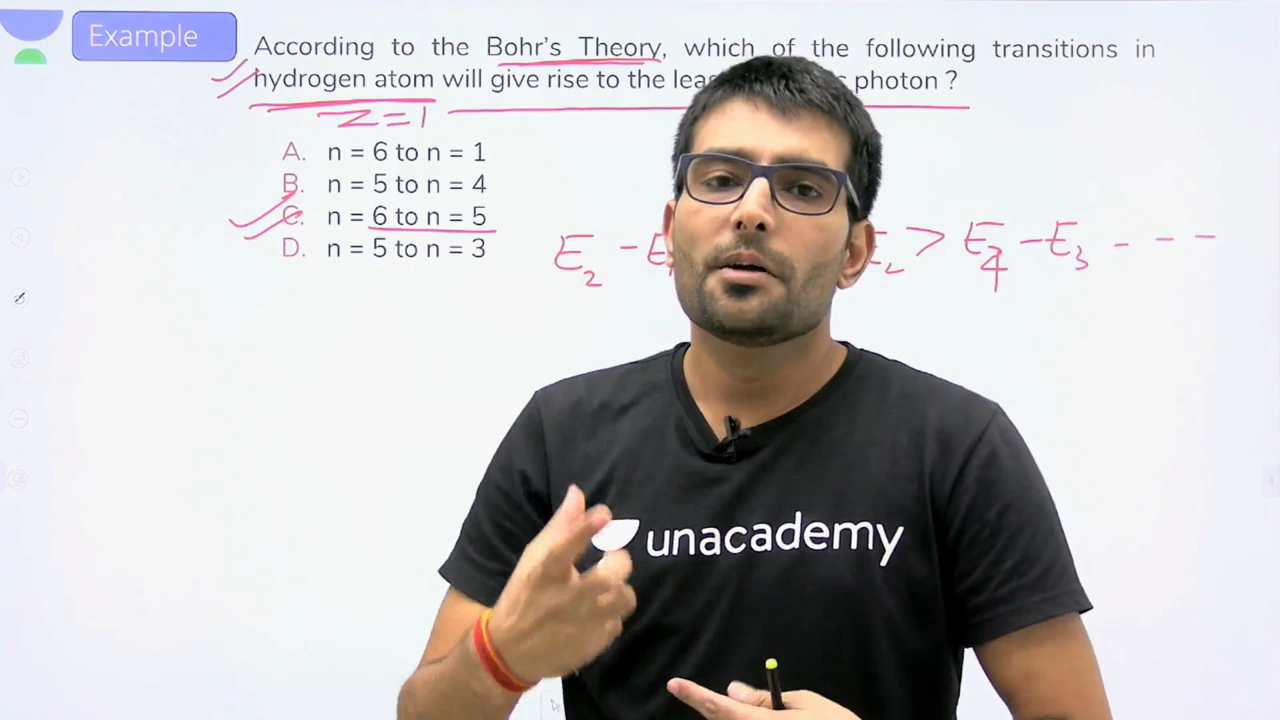 Example
According to the Bohr's Theory, which of the following transitions in
hydrogen atom will give rise to the photon ?
Z=1
A. n = 6 to n = 1
B. n = 5 to n = 4
C. n = 6 to n = 5
D. n = 5 to n = 3
E2 - > E4 - E3 - - -
unacademy